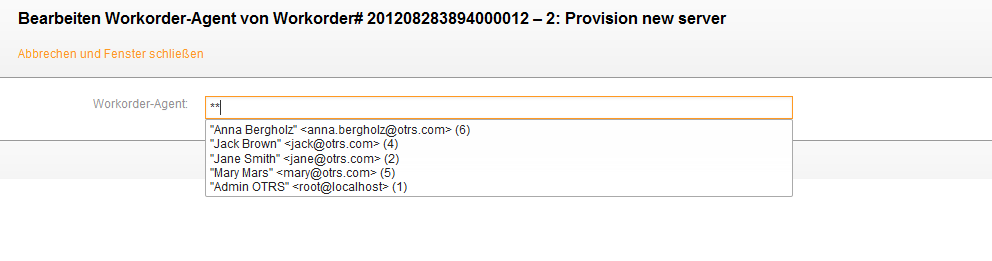 Bearbeiten Workorder-Agent von Workorder# 201208283894000012 – 2: Provision new server
Abbrechen und Fenster schließen
Workorder-Agent: **
"Anna Bergholz" <anna.bergholz@otrs.com> (6)
"Jack Brown" <jack@otrs.com> (4)
"Jane Smith" <jane@otrs.com> (2)
"Mary Mars" <mary@otrs.com> (5)
"Admin OTRS" <root@localhost> (1)